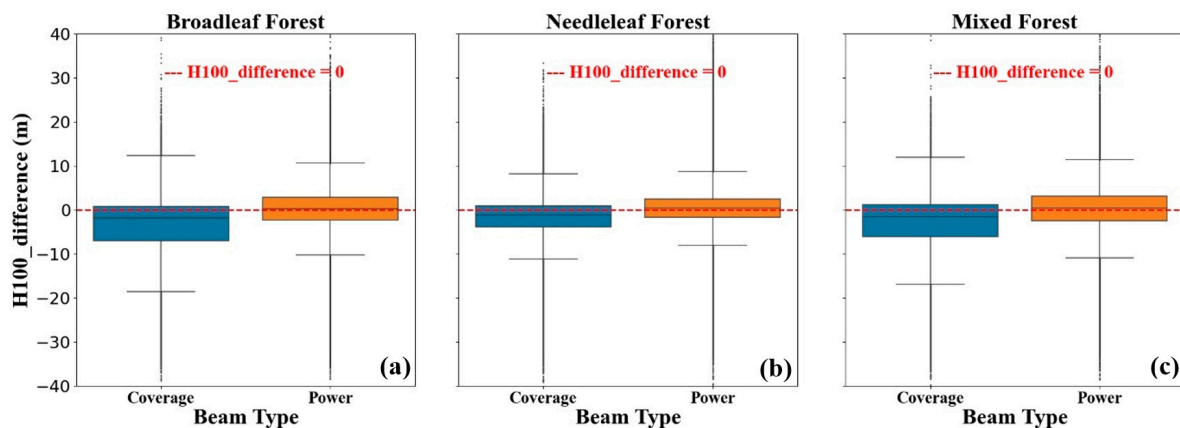 Broadleaf Forest
Needleleaf Forest
Mixed Forest
H100_difference (m)
40
30
20
10
0
−10
−20
−30
−40
--- H100_difference = 0
(a)
Coverage
Power
Beam Type
--- H100_difference = 0
(b)
Coverage
Power
Beam Type
--- H100_difference = 0
(c)
Coverage
Power
Beam Type